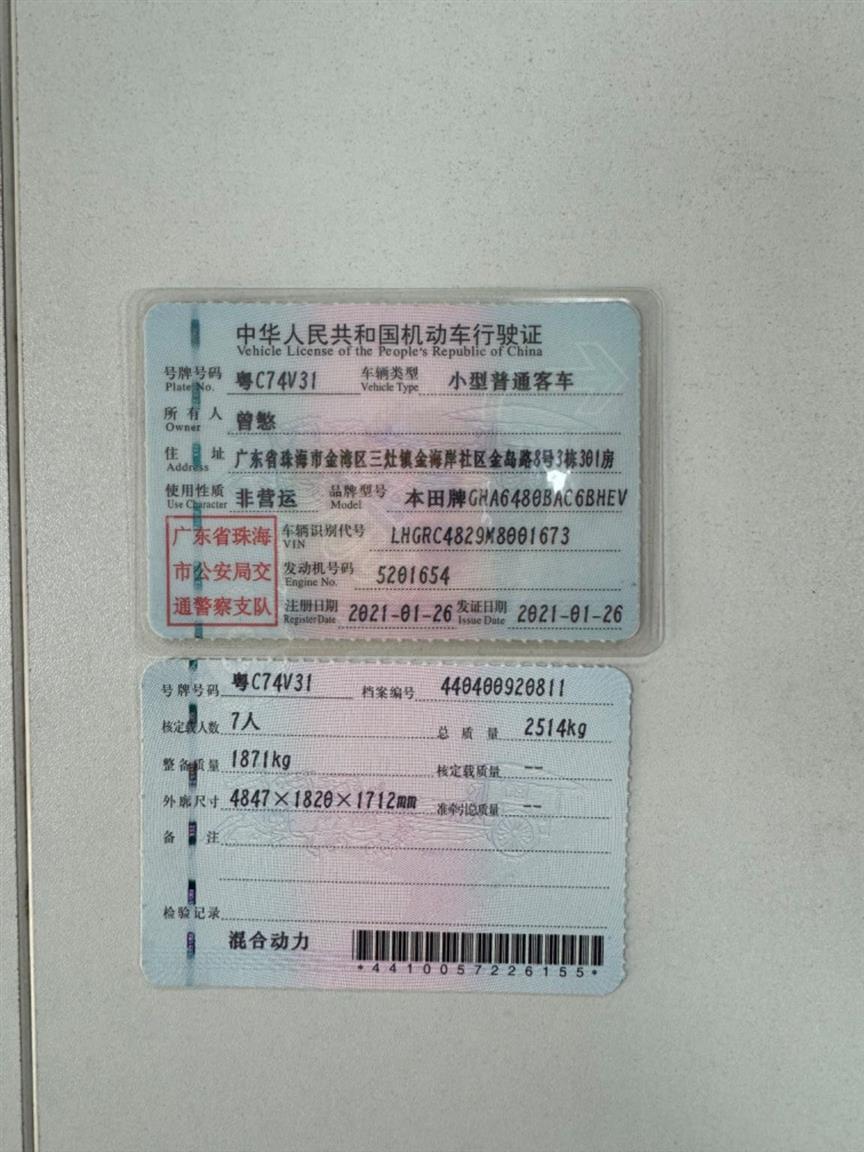 中华人民共和国机动车行驶证
Vehicle License of the People's Republic of China
号牌号码 粤C74V31 车辆类型 小型普通客车
Plate No. Vehicle Type
所有人 曾憗
Owner
住址 广东省珠海市金湾区三灶镇金海岸社区金岛路8号3栋301房
Address
使用性质 非营运 品牌型号 本田牌GHA6480BAC6BHEV
Use Character Model
广东省珠海
市公安局交
通警察支队
车辆识别代号 LHGRC4829M8001673
VIN
发动机号码 5201654
Engine No.
注册日期 2021-01-26 发证日期 2021-01-26
Register Date Issue Date
号牌号码 粤C74V31 档案编号 440400920811
核定载人数 7人 总质量 2514kg
整备质量 1871kg 核定载质量 --
外廓尺寸 4847×1820×1712mm 准牵引总质量 --
备注
检验记录
混合动力
*4410057226155*